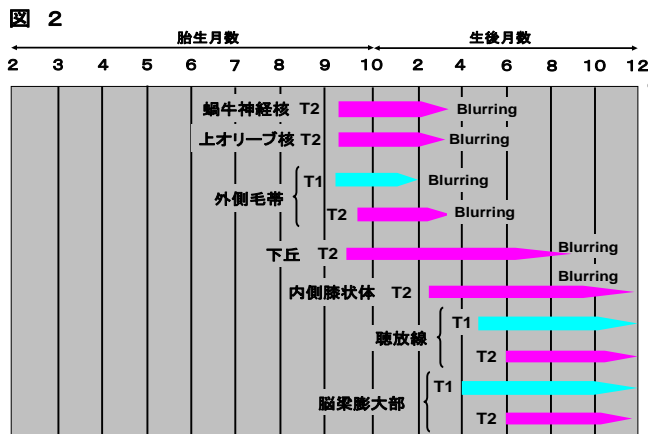 図 2
胎生月数 生後月数
2 3 4 5 6 7 8 9 10 2 4 6 10 12
蝸牛神経核 T2 Blurring
上オリーブ核 T2 Blurring
外側毛帯 T1 Blurring
T2 Blurring
下丘 T2 Blurring
内側膝状体 T2 Blurring
聴放線 T1
T2
脳梁膨大部 T1
T2